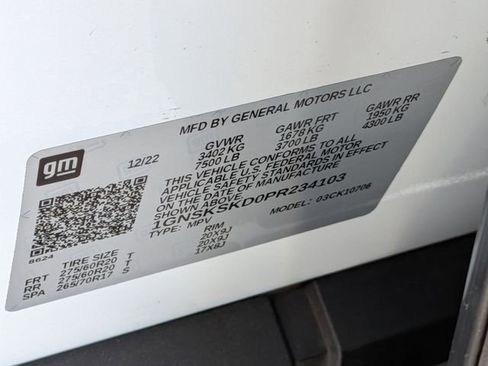 MFD BY GENERAL MOTORS LLC
gm
12/22
GVWR
3402 KG
7500 LB
GAWR FRT
1678 KG
3700 LB
GAWR RR
1950 KG
4300 LB
THIS VEHICLE CONFORMS TO ALL
APPLICABLE U.S. FEDERAL MOTOR
VEHICLE SAFETY STANDARDS IN EFFECT
ON THE DATE OF MANUFACTURE
SHOWN ABOVE
1GNSKSKD0PR234103
TYPE: MPV
MODEL: 03CK10706
8624
TIRE SIZE
RIM
FRT 275/60R20 T 20X9J
RR 275/60R20 T 20X9J
SPA 265/70R17 S 17X8J